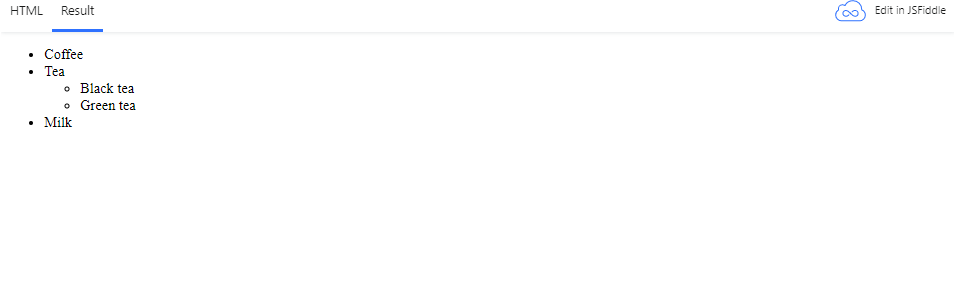 HTML Result Edit in JSFiddle
Coffee
Tea
Black tea
Green tea
Milk